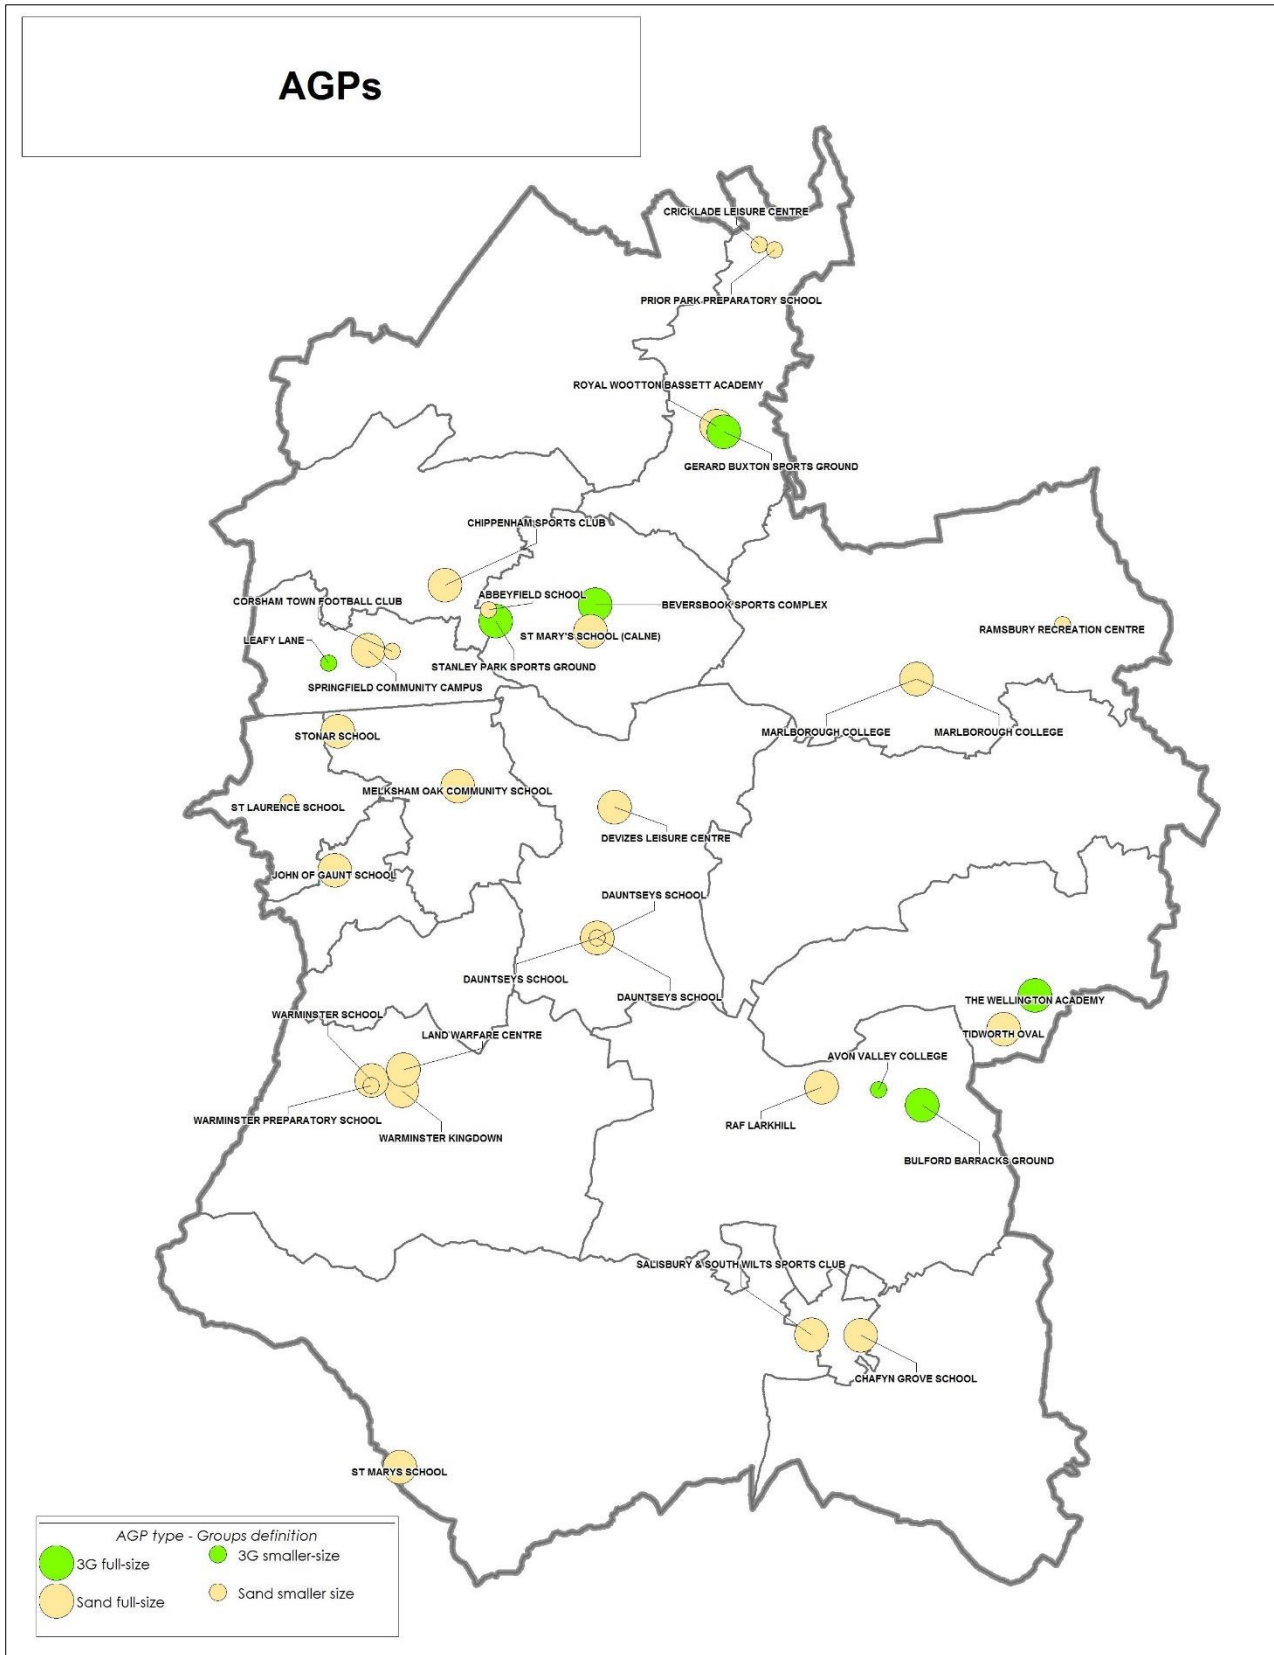 AGPs
CRICKLADE LEISURE CENTRE
PRIOR PARK PREPARATORY SCHOOL
ROYAL WOOTTON BASSETT ACADEMY
GERARD BUXTON SPORTS GROUND
CHIPPENHAM SPORTS CLUB
ABBEYFIELD SCHOOL
CORSHAM TOWN FOOTBALL CLUB
BEVERSBOOK SPORTS COMPLEX
RAMSBURY RECREATION CENTRE
ST MARY'S SCHOOL (CALNE)
LEAFY LANE
STANLEY PARK SPORTS GROUND
SPRINGFIELD COMMUNITY CAMPUS
MARLBOROUGH COLLEGE
MARLBOROUGH COLLEGE
STONAR SCHOOL
MELKSHAM OAK COMMUNITY SCHOOL
ST LAURENCE SCHOOL
DEVIZES LEISURE CENTRE
JOHN OF GAUNT SCHOOL
DAUNTSEYS SCHOOL
DAUNTSEYS SCHOOL
DAUNTSEYS SCHOOL
THE WELLINGTON ACADEMY
WARMINSTER SCHOOL
LAND WARFARE CENTRE
TIDWORTH OVAL
AVON VALLEY COLLEGE
WARMINSTER PREPARATORY SCHOOL
RAF LARKHILL
WARMINSTER KINGDOWN
BULFORD BARRACKS GROUND
SALISBURY & SOUTH WILTS SPORTS CLUB
CHAFYN GROVE SCHOOL
ST MARYS SCHOOL
AGP type - Groups definition
3G full-size
3G smaller-size
Sand full-size
Sand smaller size